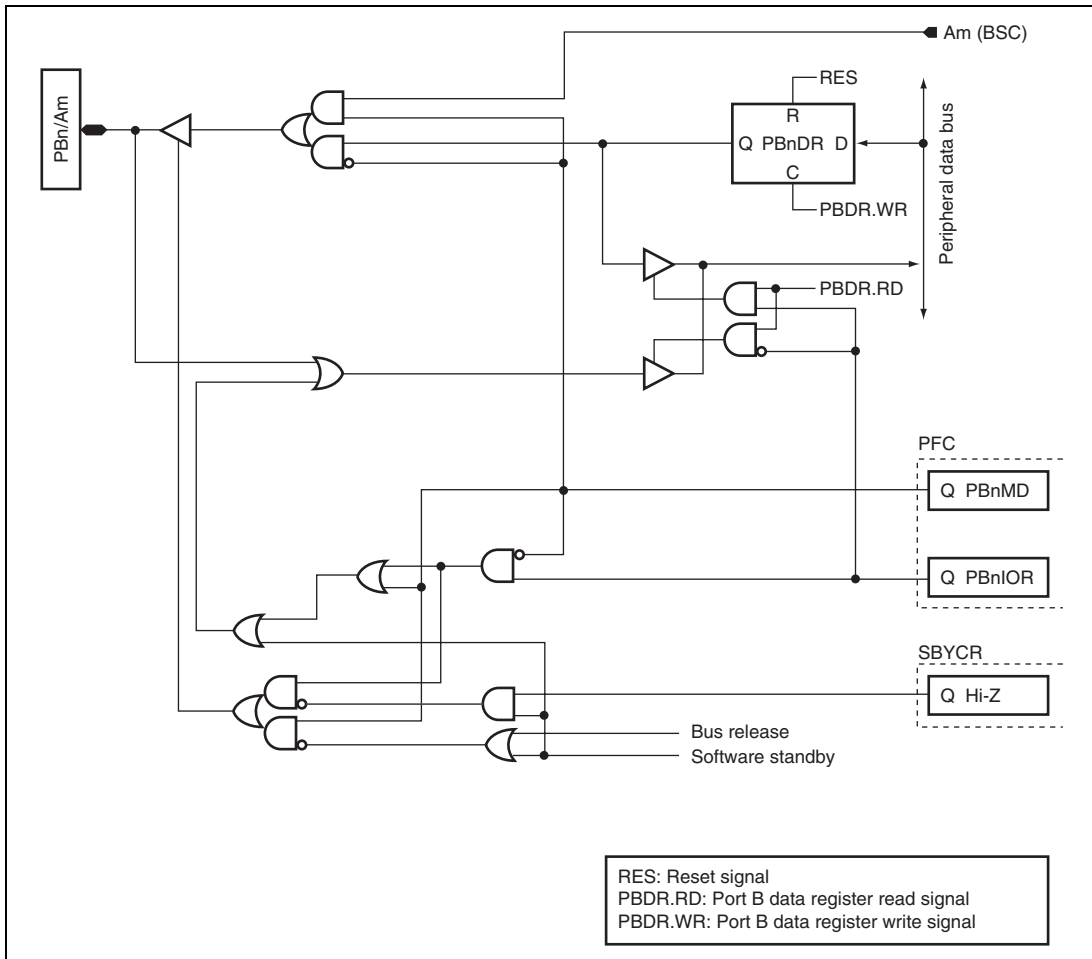 Am (BSC)
PBn/Am
RES
R
Q PBnDR D
C
PBDR.WR
Peripheral data bus
PBDR.RD
PFC
Q PBnMD
Q PBnIOR
SBYCR
Q Hi-Z
Bus release
Software standby
RES: Reset signal
PBDR.RD: Port B data register read signal
PBDR.WR: Port B data register write signal